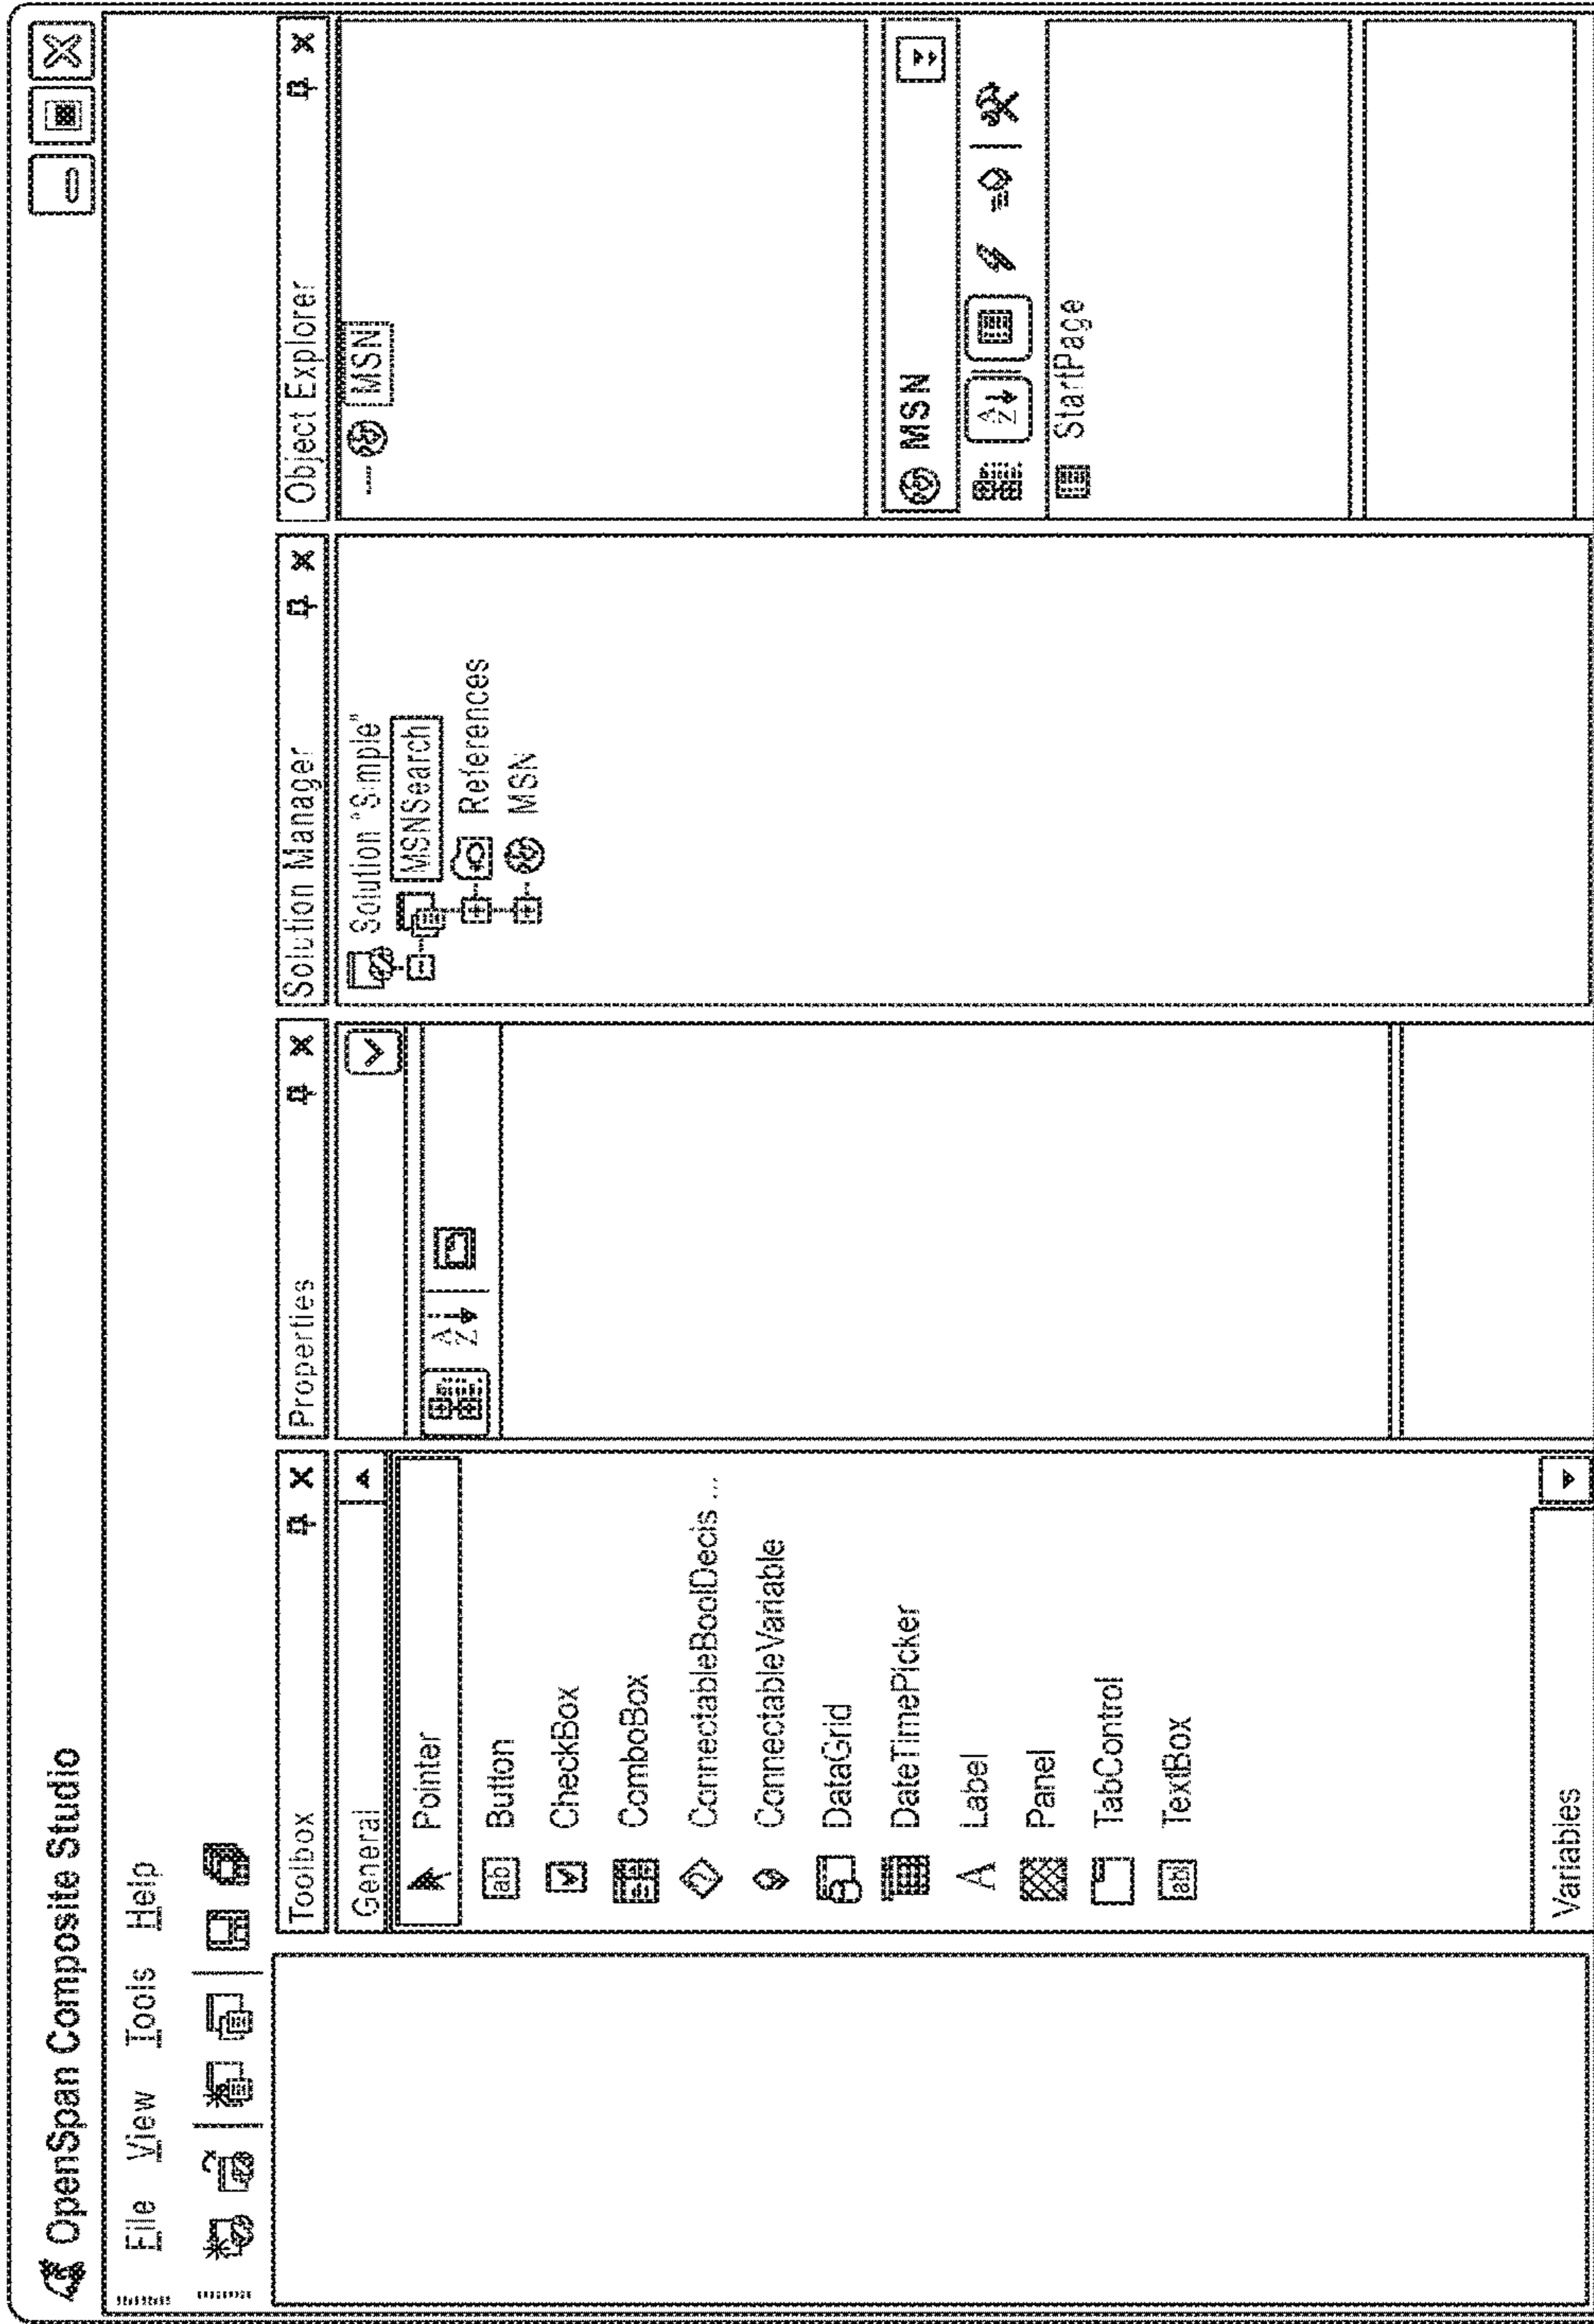 OpenSpan Composite Studio
File View Tools Help
Toolbox
General
Pointer
Button
CheckBox
ComboBox
ConnectableBoolDecis ...
ConnectableVariable
DataGrid
DateTimePicker
Label
Panel
TabControl
TextBox
Variables
Properties
Solution Manager
Solution "Simple"
MSNSearch
References
MSN
Object Explorer
MSN
MSN
StartPage